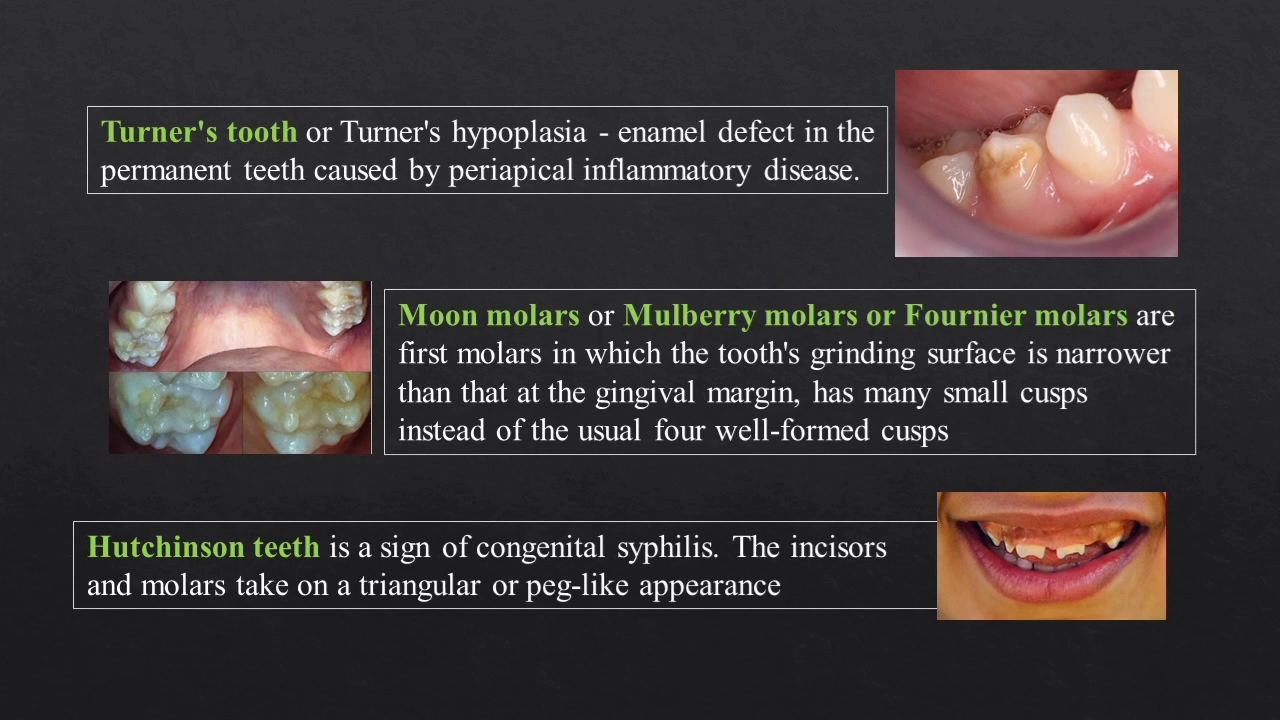 Turner's tooth or Turner's hypoplasia - enamel defect in the
permanent teeth caused by periapical inflammatory disease.
Moon molars or Mulberry molars or Fournier molars are
first molars in which the tooth's grinding surface is narrower
than that at the gingival margin, has many small cusps
instead of the usual four well-formed cusps
Hutchinson teeth is a sign of congenital syphilis. The incisors
and molars take on a triangular or peg-like appearance